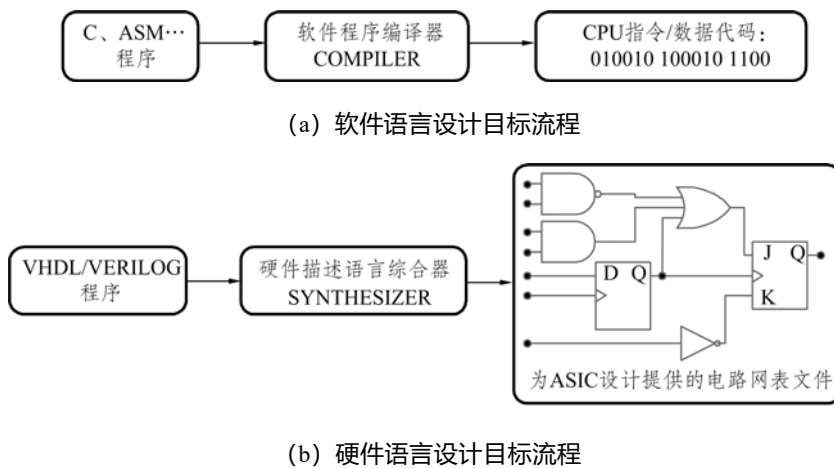 C、ASM… 程序
软件程序编译器 COMPILER
CPU指令/数据代码： 010010 100010 1100
（a）软件语言设计目标流程
VHDL/VERILOG 程序
硬件描述语言综合器 SYNTHESIZER
D Q
J Q
K
为ASIC设计提供的电路网表文件
（b）硬件语言设计目标流程